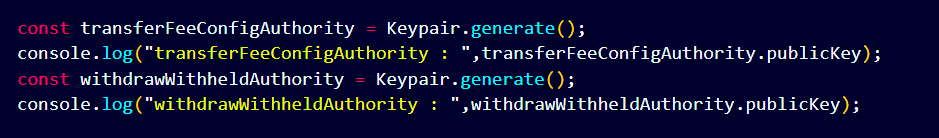 const transferFeeConfigAuthority = Keypair.generate();
console.log("transferFeeConfigAuthority : ",transferFeeConfigAuthority.publicKey);
const withdrawWithheldAuthority = Keypair.generate();
console.log("withdrawWithheldAuthority : ",withdrawWithheldAuthority.publicKey);